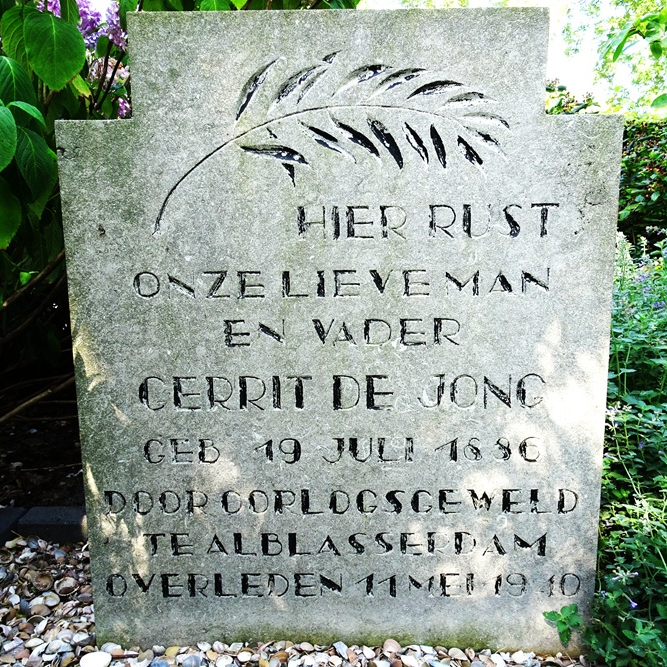 HIER RUST
ONZE LIEVE MAN
EN VADER
GERRIT DE JONG
GEB 19 JULI 1886
DOOR OORLOGSGEWELD
TE ALBLASSERDAM
OVERLEDEN 11 MEI 1940